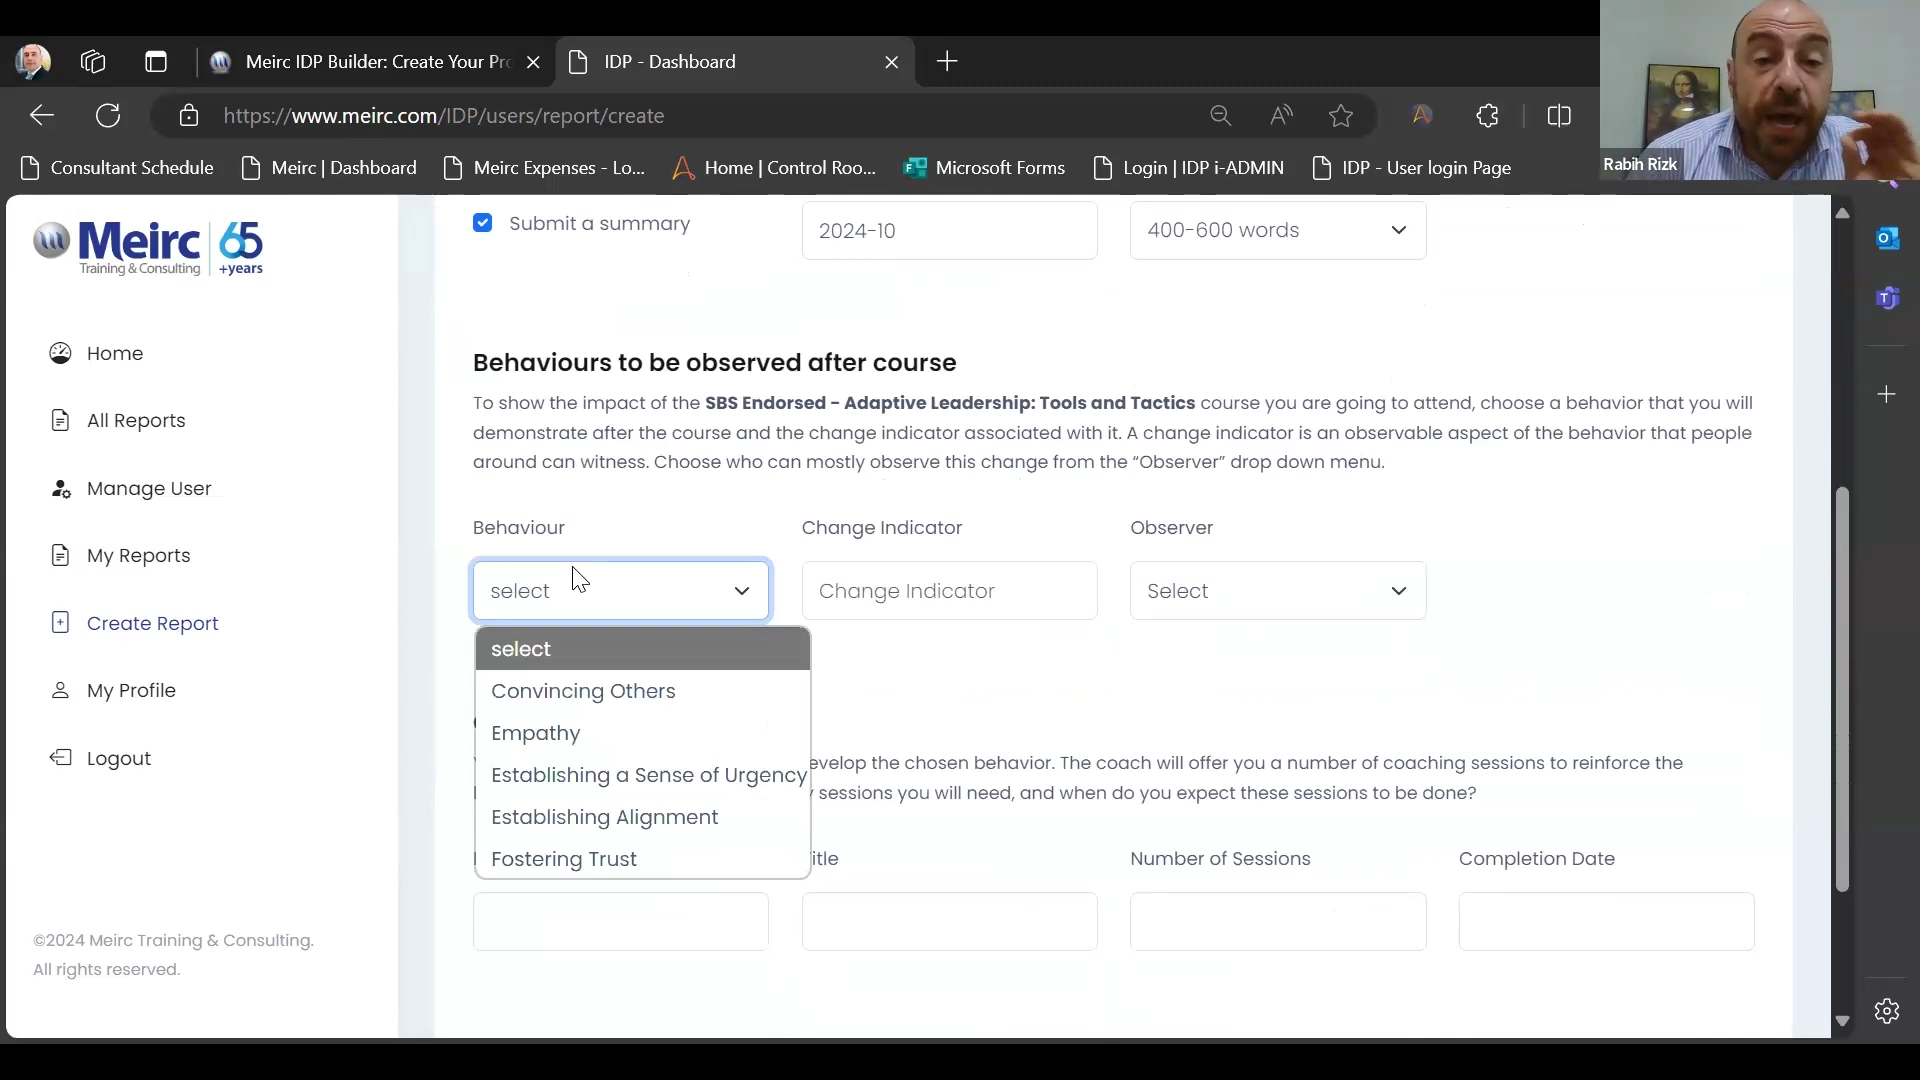 Meirc IDP Builder: Create Your Pro
IDP - Dashboard
https://www.meirc.com/IDP/users/report/create
Rabih Rizk
Consultant Schedule
Meirc | Dashboard
Meirc Expenses - Lo...
Home | Control Roo...
Microsoft Forms
Login | IDP i-ADMIN
IDP - User login Page
Meirc
Training & Consulting
65
+years
Home
All Reports
Manage User
My Reports
Create Report
My Profile
Logout
©2024 Meirc Training & Consulting.
All rights reserved.
Submit a summary
2024-10
400-600 words
Behaviours to be observed after course
To show the impact of the SBS Endorsed - Adaptive Leadership: Tools and Tactics course you are going to attend, choose a behavior that you will
demonstrate after the course and the change indicator associated with it. A change indicator is an observable aspect of the behavior that people
around can witness. Choose who can mostly observe this change from the “Observer” drop down menu.
Behaviour
Change Indicator
Observer
select
Change Indicator
Select
select
Convincing Others
Empathy
Establishing a Sense of Urgency
Establishing Alignment
Fostering Trust
evelop the chosen behavior. The coach will offer you a number of coaching sessions to reinforce the
sessions you will need, and when do you expect these sessions to be done?
itle
Number of Sessions
Completion Date